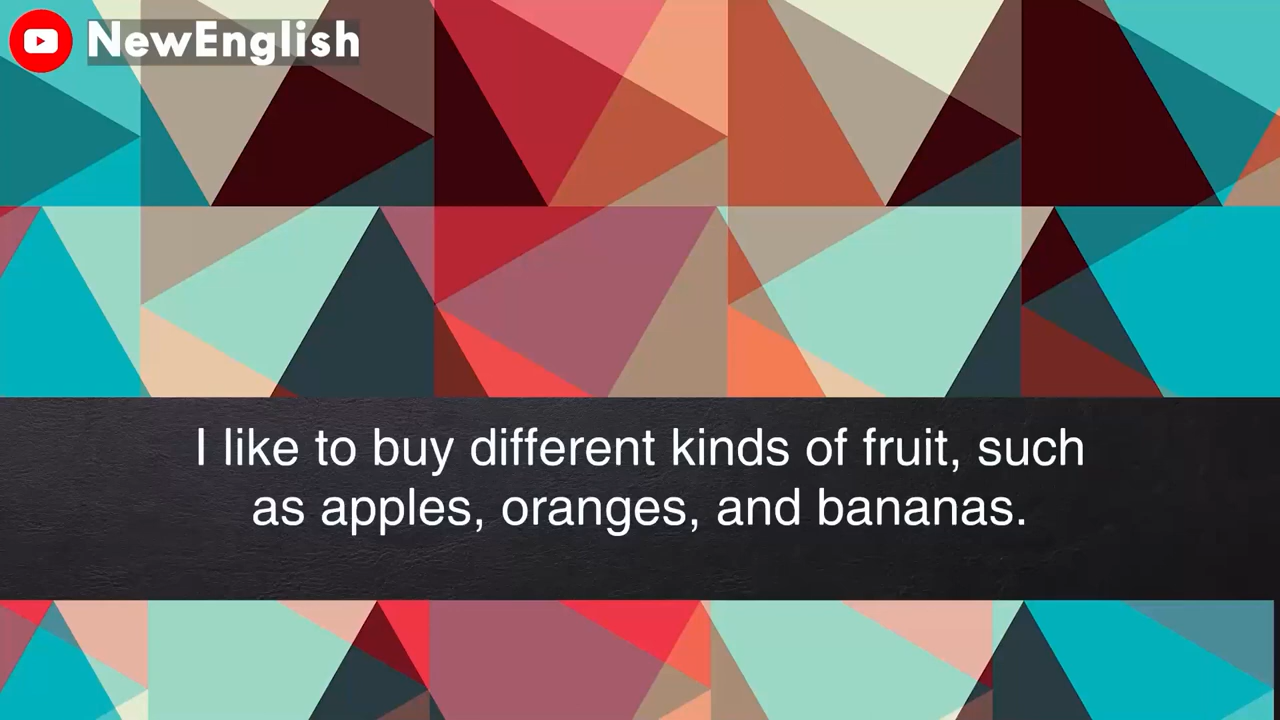 NewEnglish
I like to buy different kinds of fruit, such
as apples, oranges, and bananas.